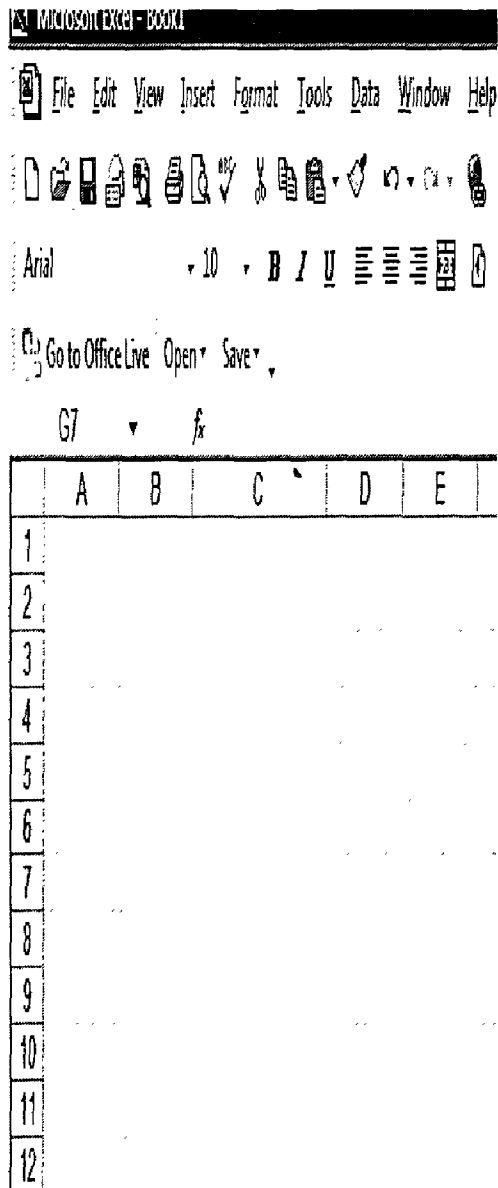 Microsoft Excel - Book1
File Edit View Insert Format Tools Data Window Help
Arial 10 B I U
Go to Office Live Open Save
G7 fx
A B C D E
1
2
3
4
5
6
7
8
9
10
11
12